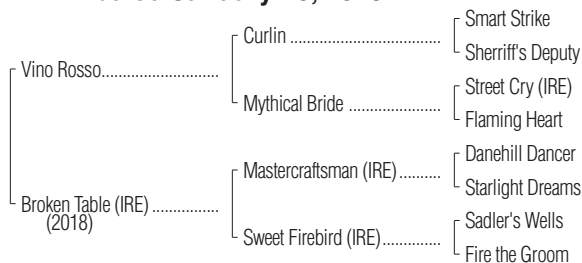 Curlin
Smart Strike
Sherriff's Deputy
Vino Rosso
Mythical Bride
Street Cry (IRE)
Flaming Heart
Broken Table (IRE)
(2018)
Mastercraftsman (IRE)
Danehill Dancer
Starlight Dreams
Sweet Firebird (IRE)
Sadler's Wells
Fire the Groom